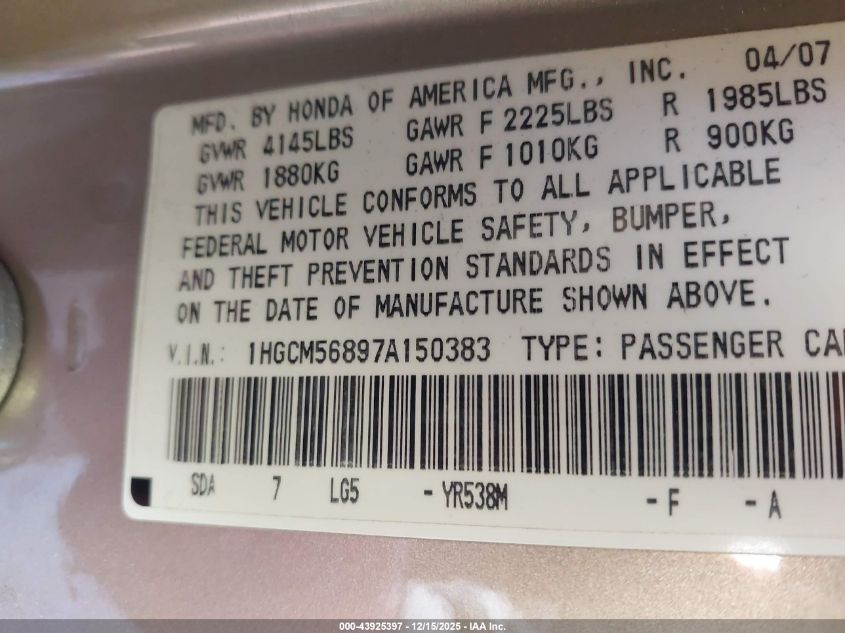 MFD. BY HONDA OF AMERICA MFG., INC. 04/07
GVWR 4145LBS GAWR F 2225LBS R 1985LBS
GVWR 1880KG GAWR F 1010KG R 900KG
THIS VEHICLE CONFORMS TO ALL APPLICABLE
FEDERAL MOTOR VEHICLE SAFETY, BUMPER,
AND THEFT PREVENTION STANDARDS IN EFFECT
ON THE DATE OF MANUFACTURE SHOWN ABOVE.
V.I.N.: 1HGCM56897A150383 TYPE: PASSENGER CA
SDA 7 LG5 - YR538M - F - A
000-43925397 - 12/15/2025 - IAA Inc.